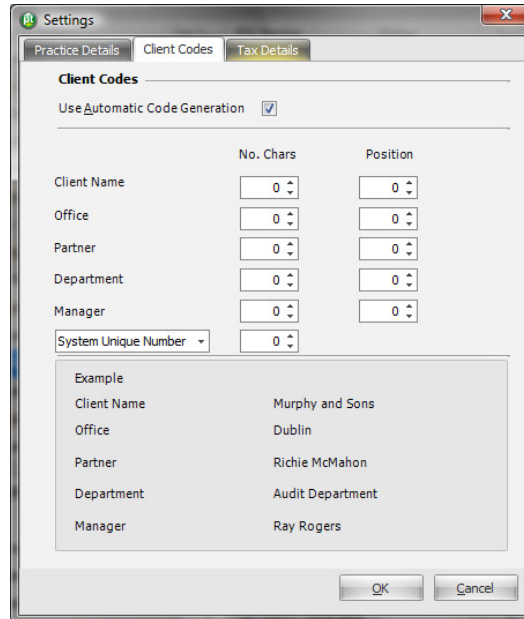 Settings
Practice Details Client Codes Tax Details
Client Codes
Use Automatic Code Generation
No. Chars Position
Client Name 0 0
Office 0 0
Partner 0 0
Department 0 0
Manager 0 0
System Unique Number 0
Example
Client Name Murphy and Sons
Office Dublin
Partner Richie McMahon
Department Audit Department
Manager Ray Rogers
OK Cancel